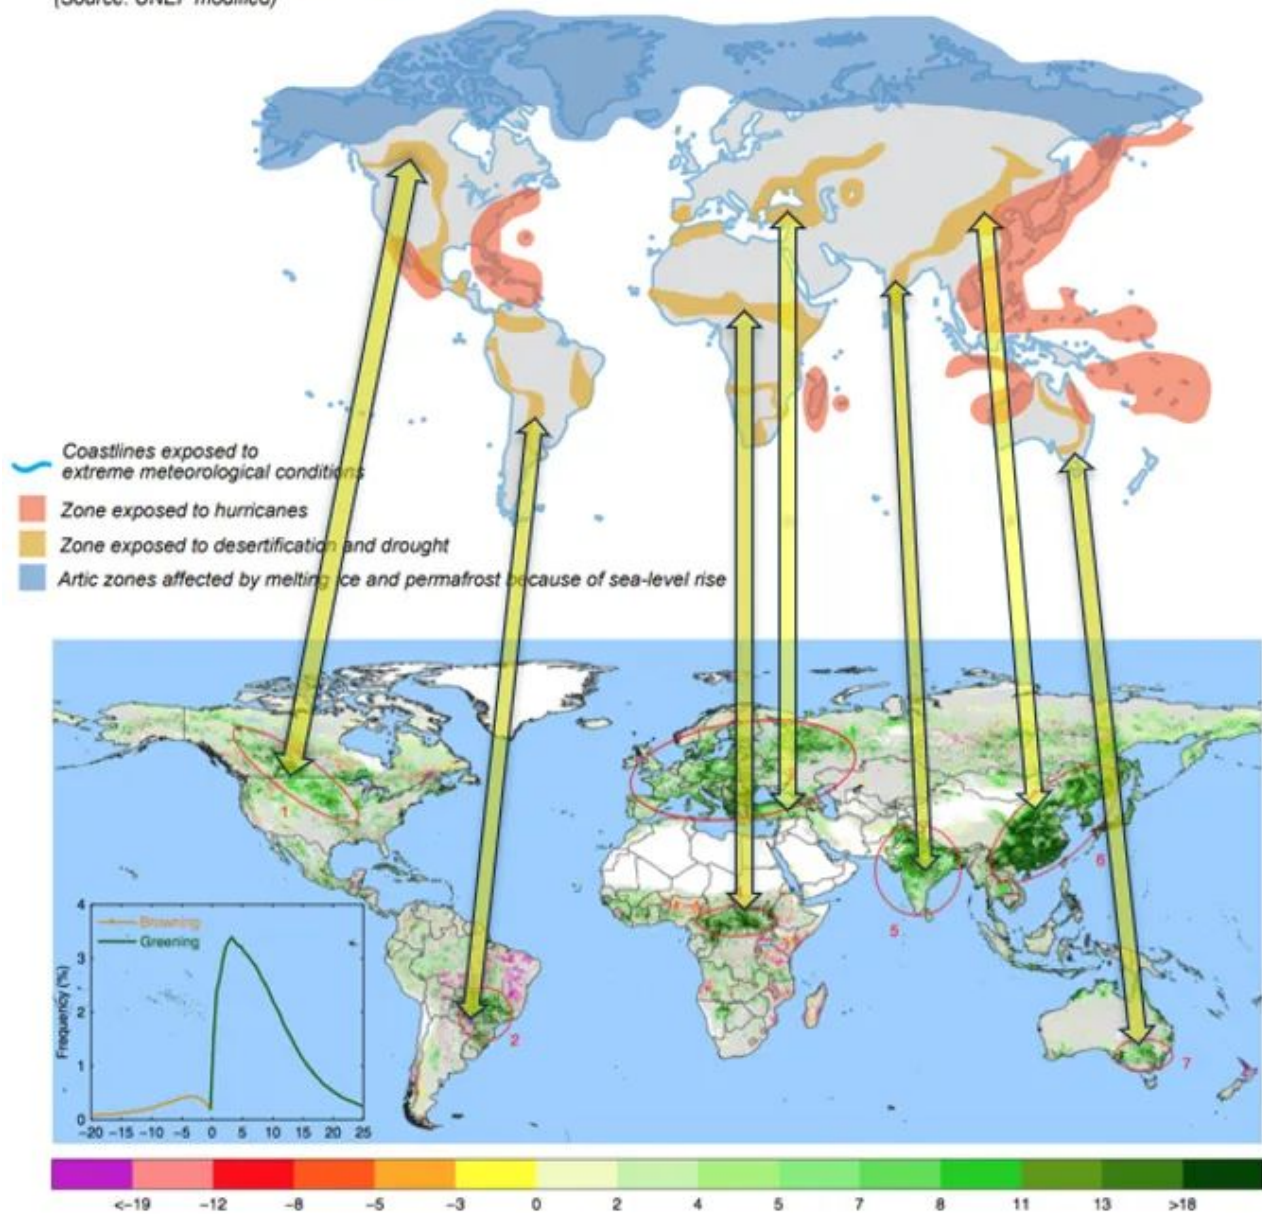 (Source: UNEP modified)
Coastlines exposed to
extreme meteorological conditions
Zone exposed to hurricanes
Zone exposed to desertification and drought
Artic zones affected by melting ice and permafrost because of sea-level rise
1
2
5
6
7
Browning
Greening
Frequency (%)
4
3
2
1
0
-20 -15 -10 -5 0 5 10 15 20 25
<-19 -12 -8 -5 -3 0 2 4 5 7 8 11 13 >18